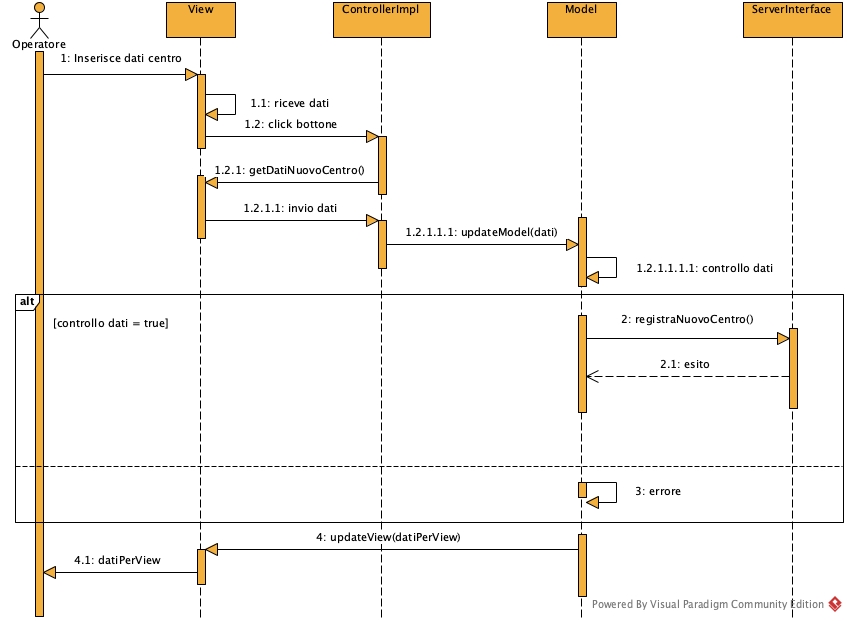 View
ControllerImpl
Model
ServerInterface
Operatore
1: Inserisce dati centro
1.1: riceve dati
1.2: click bottone
1.2.1: getDatiNuovoCentro()
1.2.1.1: invio dati
1.2.1.1.1: updateModel(dati)
1.2.1.1.1.1: controllo dati
alt
[controllo dati = true]
2: registraNuovoCentro()
2.1: esito
3: errore
4: updateView(datiPerView)
4.1: datiPerView
Powered By Visual Paradigm Community Edition